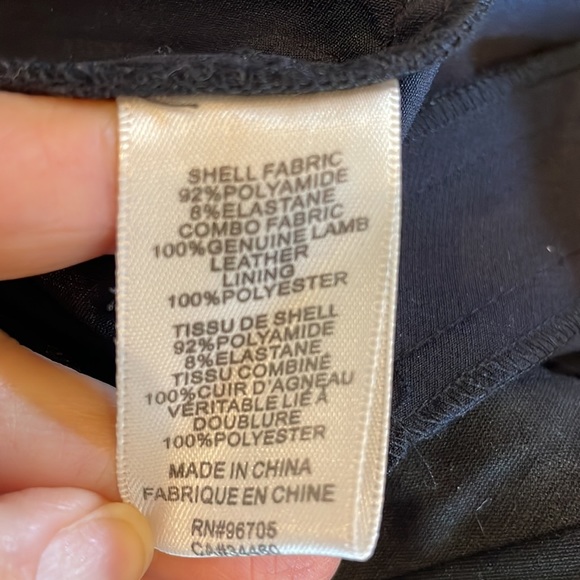 SHELL FABRIC
92%POLYAMIDE
8%ELASTANE
COMBO FABRIC
100%GENUINE LAMB
LEATHER
LINING
100%POLYESTER
TISSU DE SHELL
92%POLYAMIDE
8%ELASTANE
TISSU COMBINÉ
100%CUIR D'AGNEAU
VÉRITABLE LIÉ À
DOUBLURE
100%POLYESTER
MADE IN CHINA
FABRIQUE EN CHINE
RN#96705